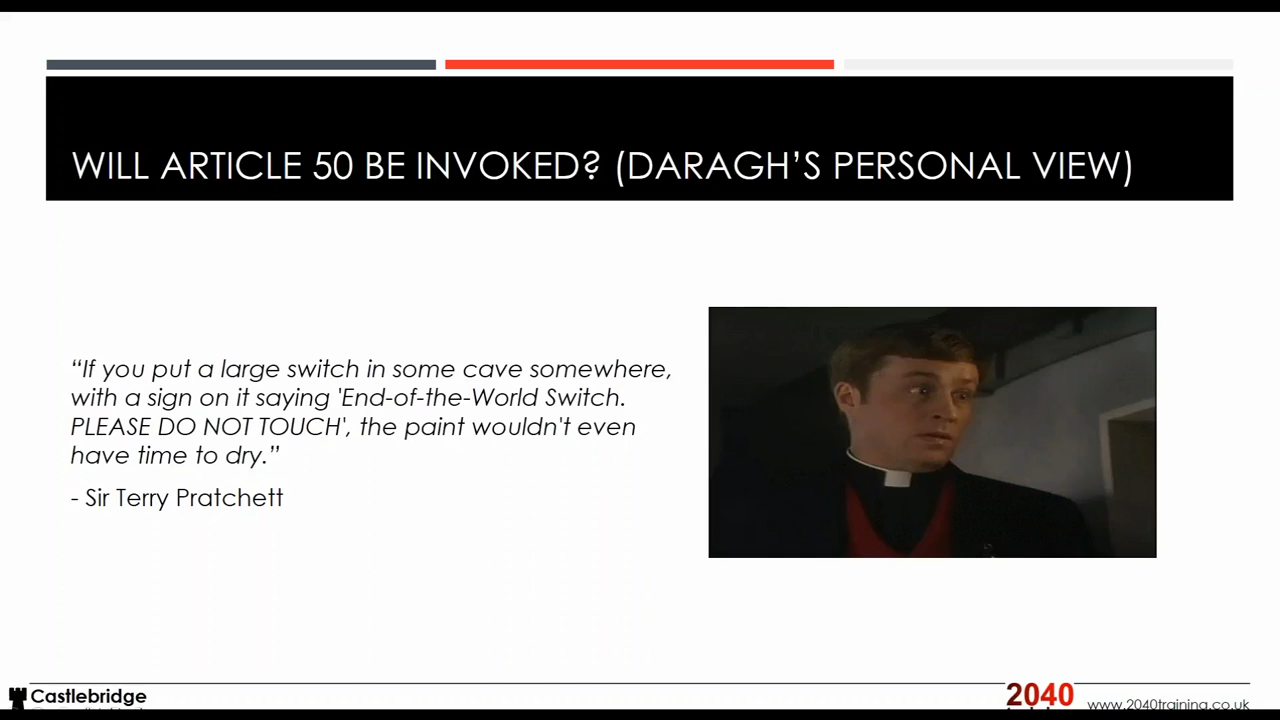 WILL ARTICLE 50 BE INVOKED? (DARAGH’S PERSONAL VIEW)
“If you put a large switch in some cave somewhere,
with a sign on it saying 'End-of-the-World Switch.
PLEASE DO NOT TOUCH', the paint wouldn't even
have time to dry.”
- Sir Terry Pratchett
Castlebridge
2040
www.2040training.co.uk